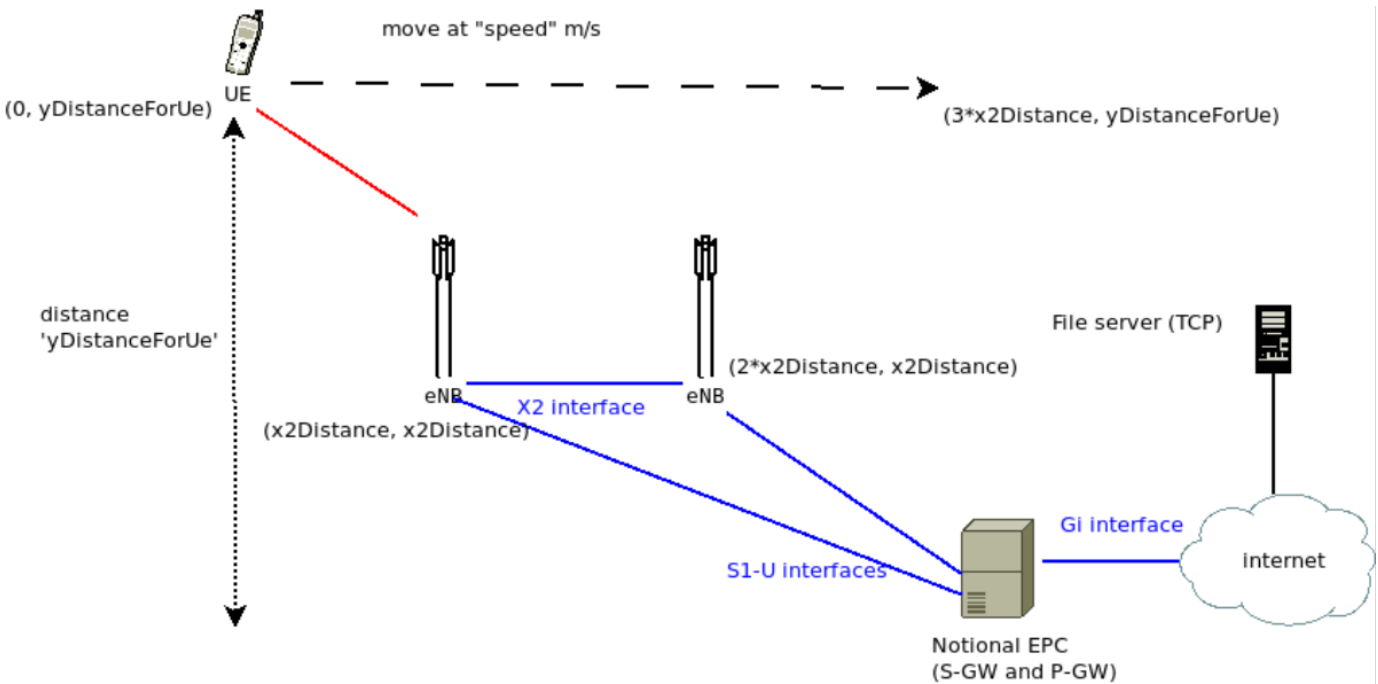 move at "speed" m/s
UE
(0, yDistanceForUe)
(3*x2Distance, yDistanceForUe)
distance
'yDistanceForUe'
File server (TCP)
(2*x2Distance, x2Distance)
eNB
eNB
X2 interface
(x2Distance, x2Distance)
Gi interface
internet
S1-U interfaces
Notional EPC
(S-GW and P-GW)